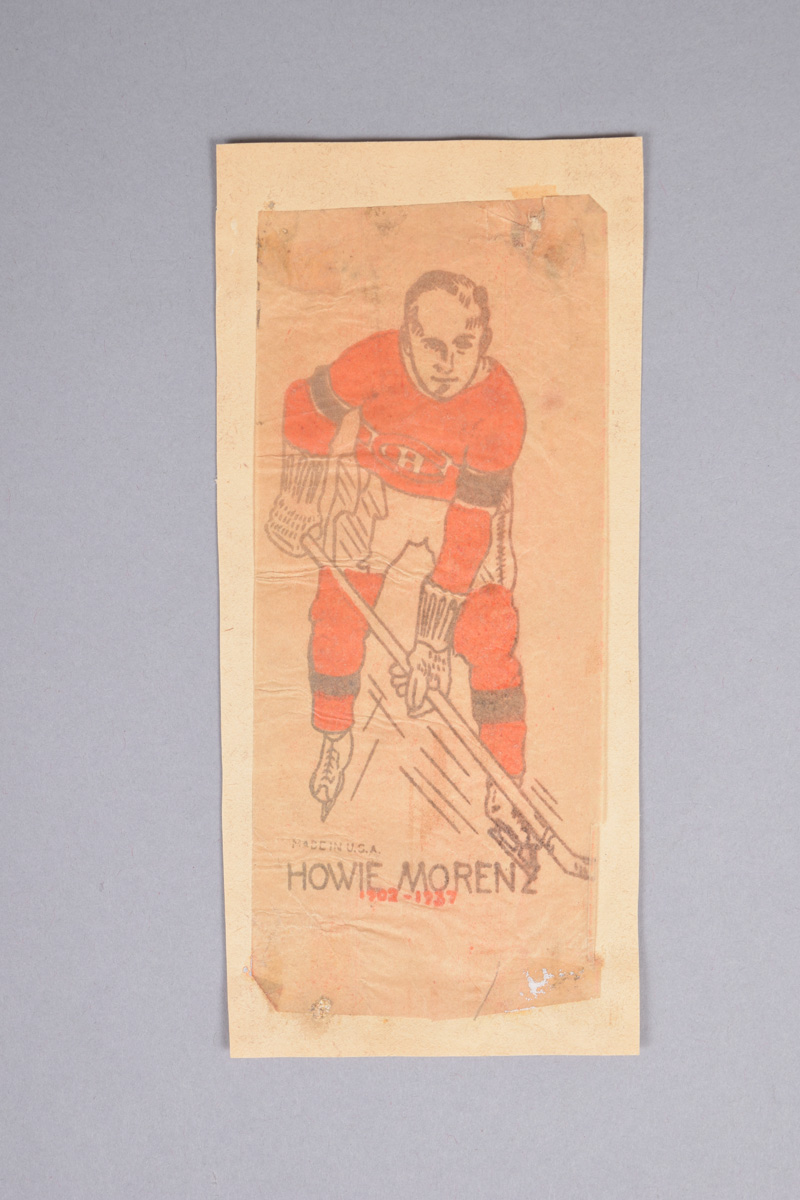 H
MADE IN U.S.A.
HOWIE MORENZ
1902-1937